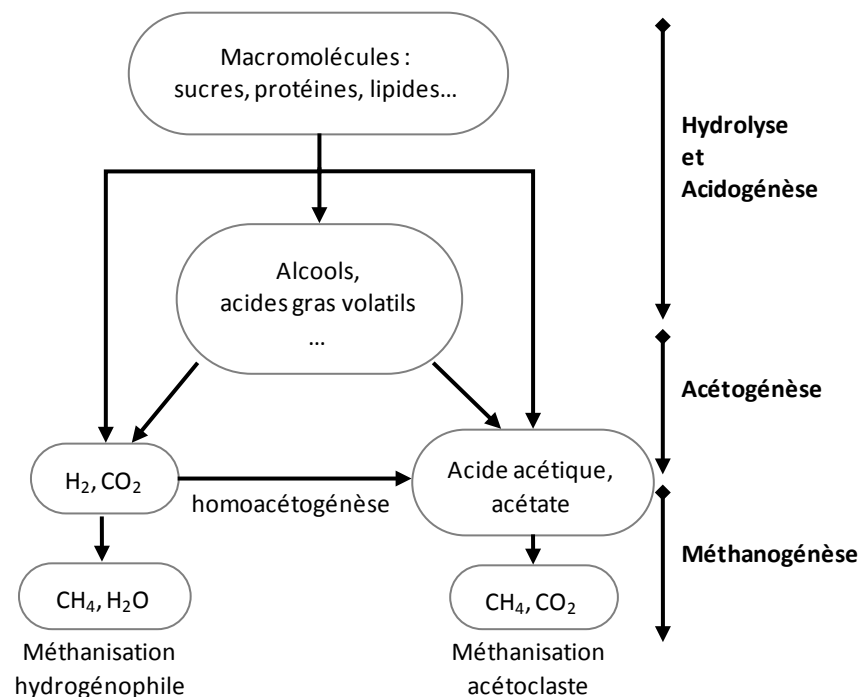 Macromolécules :
sucres, protéines, lipides…
Hydrolyse
et
Acidogénèse
Alcools,
acides gras volatils
…
Acétogénèse
H₂, CO₂
homoacétogénèse
Acide acétique,
acétate
Méthanogénèse
CH₄, H₂O
CH₄, CO₂
Méthanisation
hydrogénophile
Méthanisation
acétoclaste